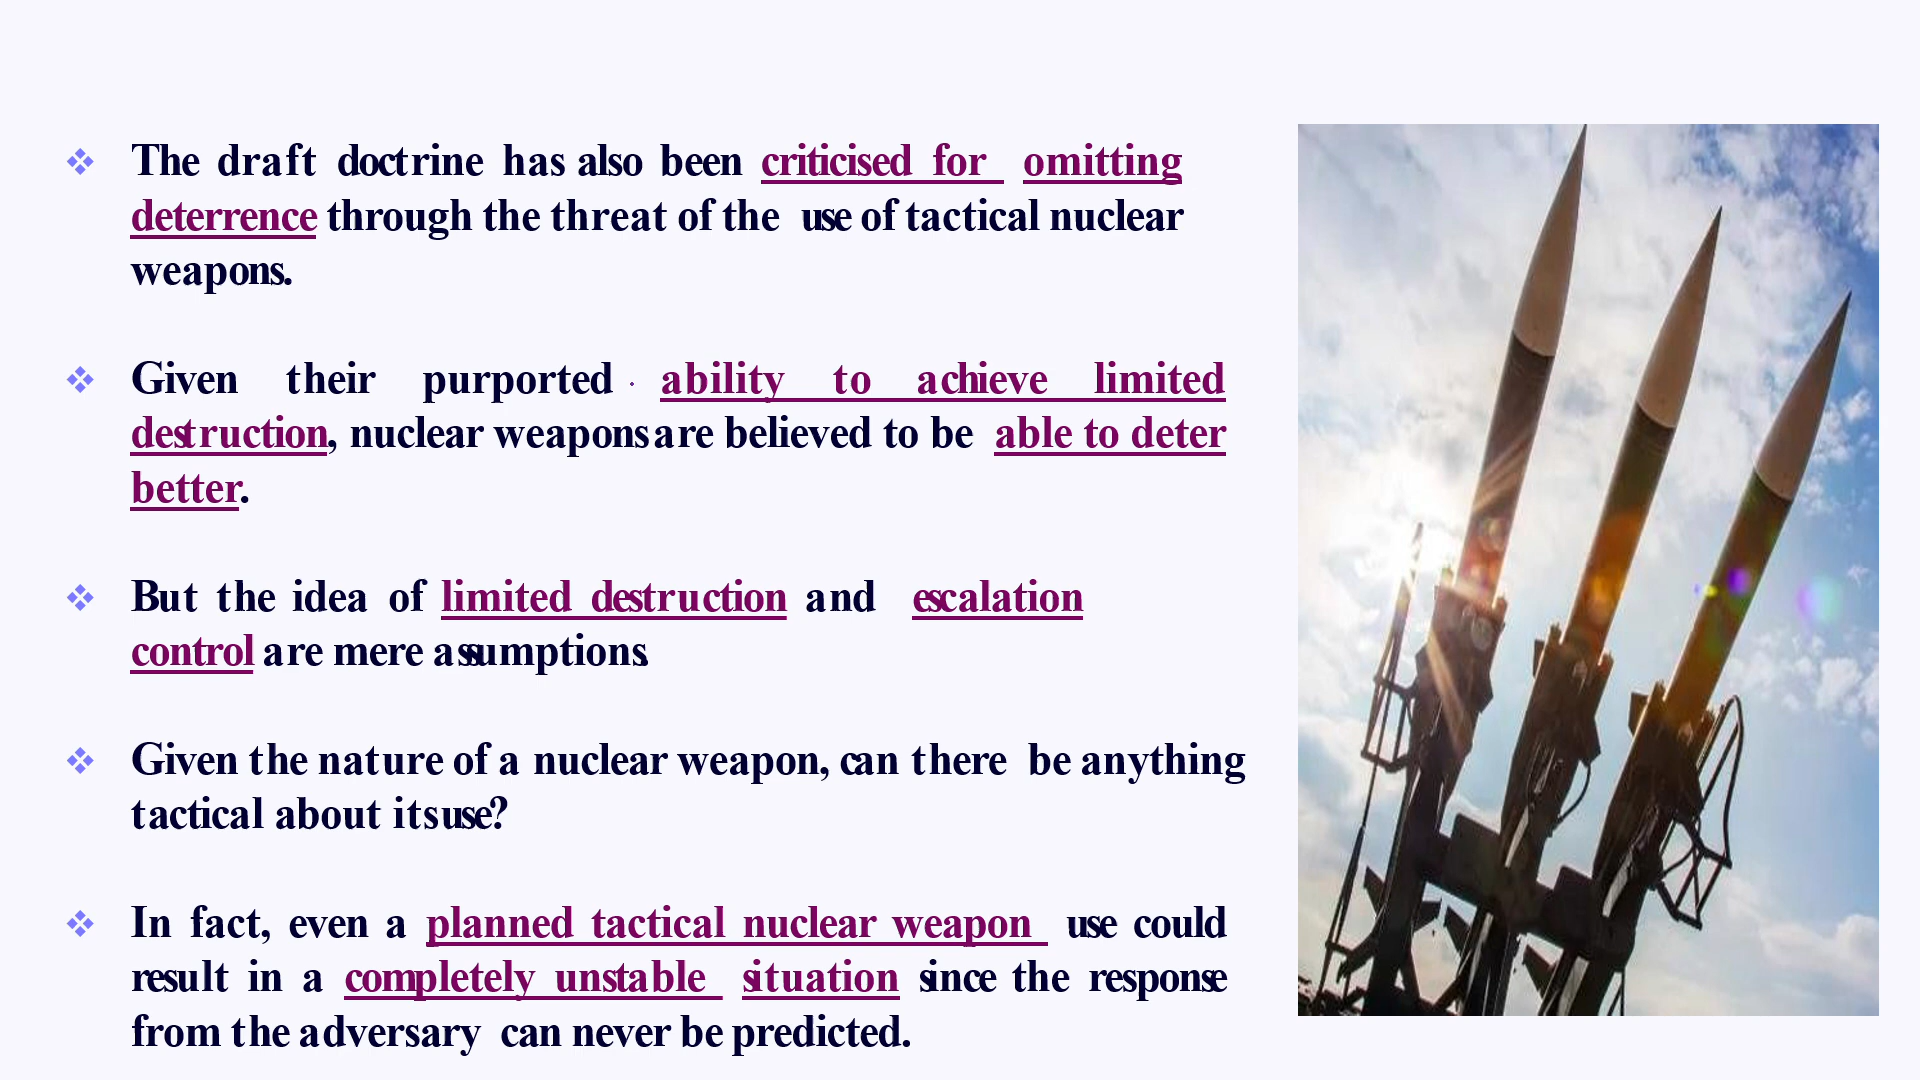 The draft doctrine has also been criticised for omitting
deterrence through the threat of the use of tactical nuclear
weapons.
Given their purported ability to achieve limited
destruction, nuclear weapons are believed to be able to deter
better.
But the idea of limited destruction and escalation
control are mere assumptions.
Given the nature of a nuclear weapon, can there be anything
tactical about its use?
In fact, even a planned tactical nuclear weapon use could
result in a completely unstable situation since the response
from the adversary can never be predicted.